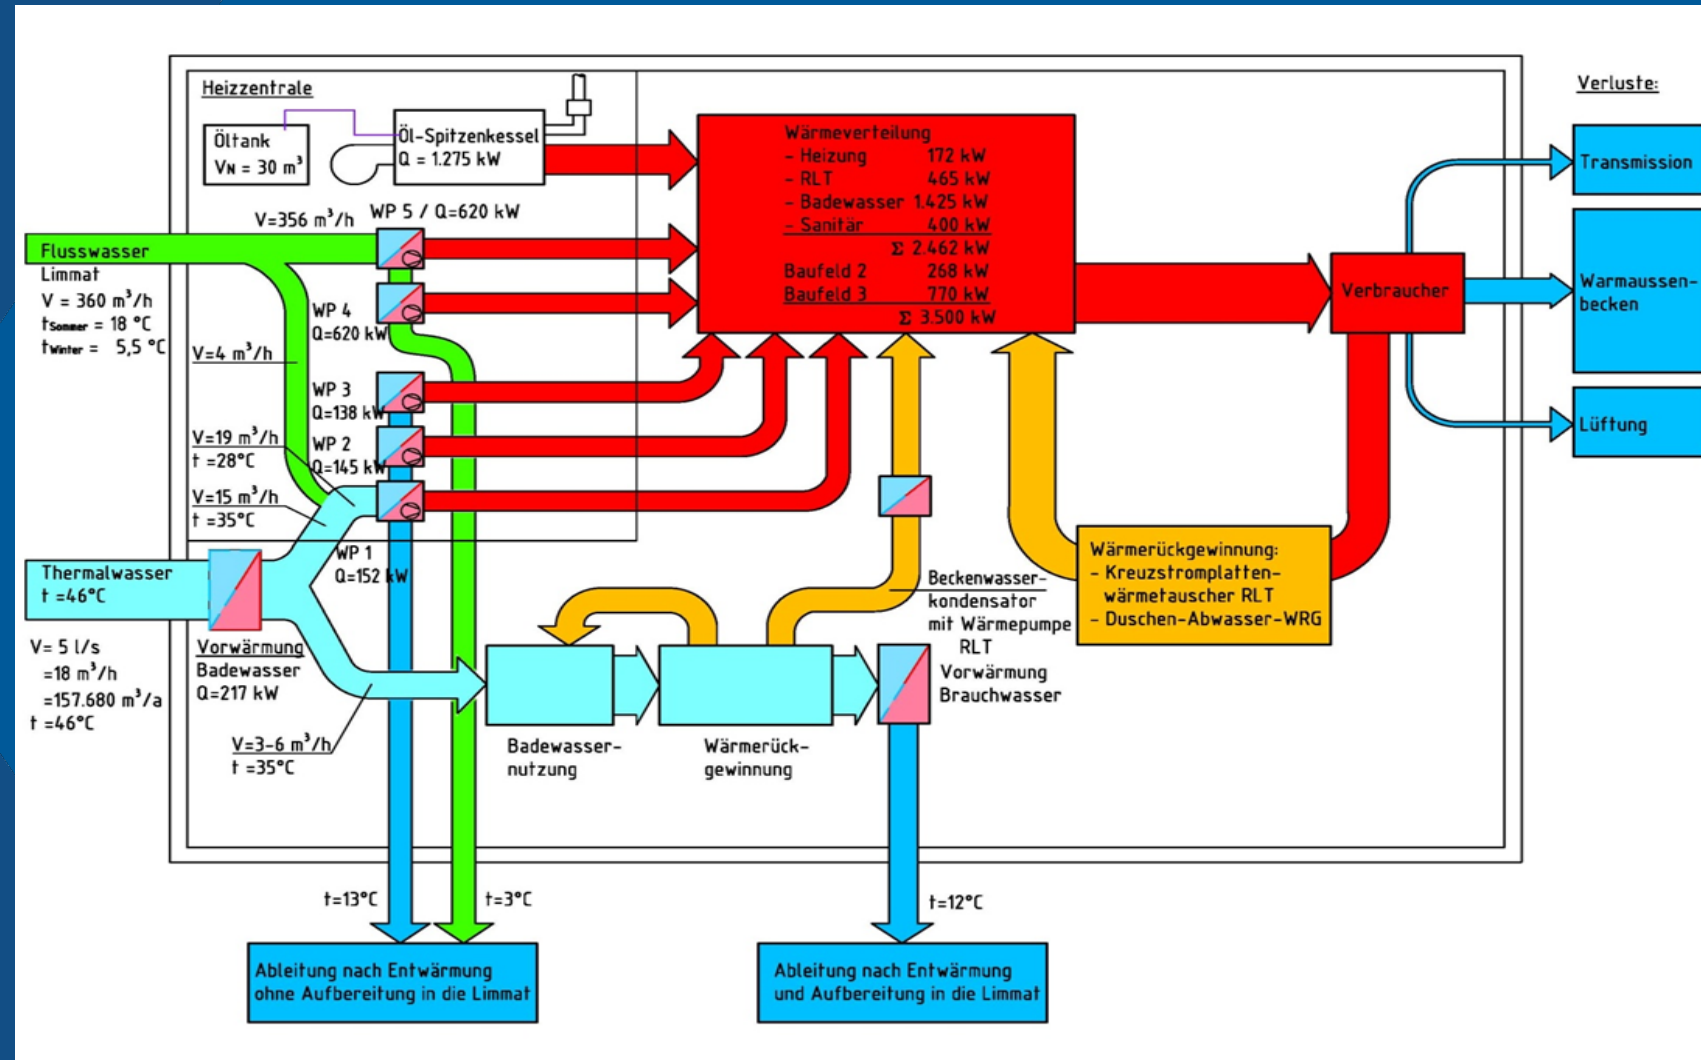 Heizzentrale
Öltank
VN = 30 m³
Öl-Spitzenkessel
Q = 1.275 kW
V=356 m³/h
WP 5 / Q=620 kW
Flusswasser
Limmat
V = 360 m³/h
tSommer = 18 °C
tWinter = 5,5 °C
V=4 m³/h
WP 4
Q=620 kW
WP 3
Q=138 kW
V=19 m³/h
t =28°C
WP 2
Q=145 kW
V=15 m³/h
t =35°C
WP 1
Q=152 kW
Thermalwasser
t =46°C
V= 5 l/s
=18 m³/h
=157.680 m³/a
t =46°C
Vorwärmung
Badewasser
Q=217 kW
V=3-6 m³/h
t =35°C
Wärmeverteilung
- Heizung 172 kW
- RLT 465 kW
- Badewasser 1.425 kW
- Sanitär 400 kW
Σ 2.462 kW
Baufeld 2 268 kW
Baufeld 3 770 kW
Σ 3.500 kW
Verbraucher
Verluste:
Transmission
Warmaussen-
becken
Lüftung
Wärmerückgewinnung:
- Kreuzstromplatten-
wärmetauscher RLT
- Duschen-Abwasser-WRG
Beckenwasser-
kondensator
mit Wärmepumpe
RLT
Vorwärmung
Brauchwasser
Badewasser-
nutzung
Wärmerück-
gewinnung
t=13°C
t=3°C
t=12°C
Ableitung nach Entwärmung
ohne Aufbereitung in die Limmat
Ableitung nach Entwärmung
und Aufbereitung in die Limmat